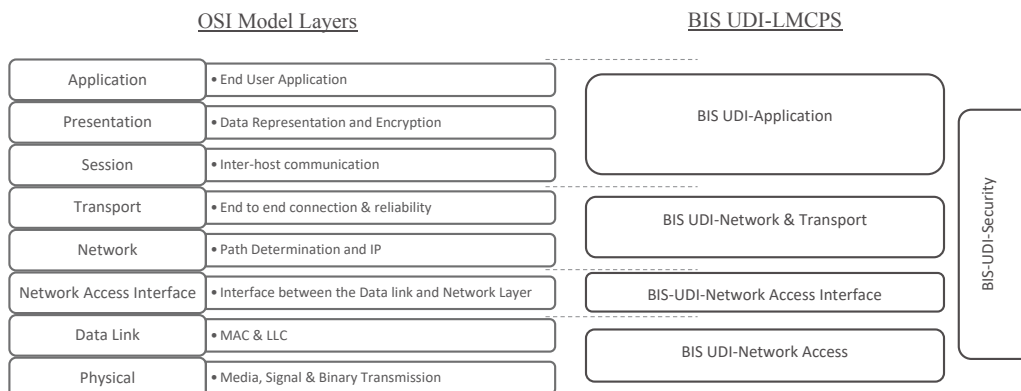 OSI Model Layers
BIS UDI-LMCPS
Application
• End User Application
Presentation
• Data Representation and Encryption
Session
• Inter-host communication
Transport
• End to end connection & reliability
Network
• Path Determination and IP
Network Access Interface
• Interface between the Data link and Network Layer
Data Link
• MAC & LLC
Physical
• Media, Signal & Binary Transmission
BIS UDI-Application
BIS UDI-Network & Transport
BIS-UDI-Network Access Interface
BIS UDI-Network Access
BIS-UDI-Security